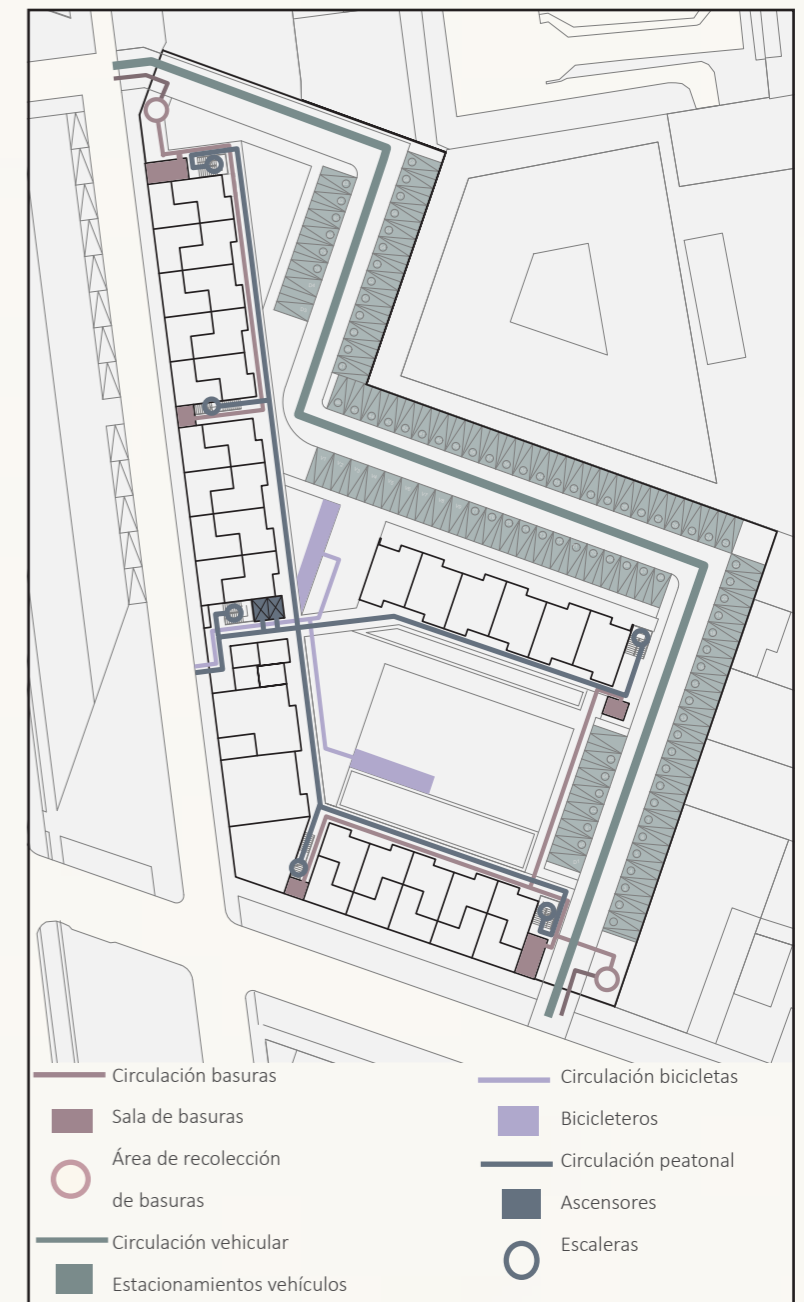 Circulación basuras
Sala de basuras
Área de recolección
de basuras
Circulación vehicular
Estacionamientos vehículos
Circulación bicicletas
Bicicleteros
Circulación peatonal
Ascensores
Escaleras